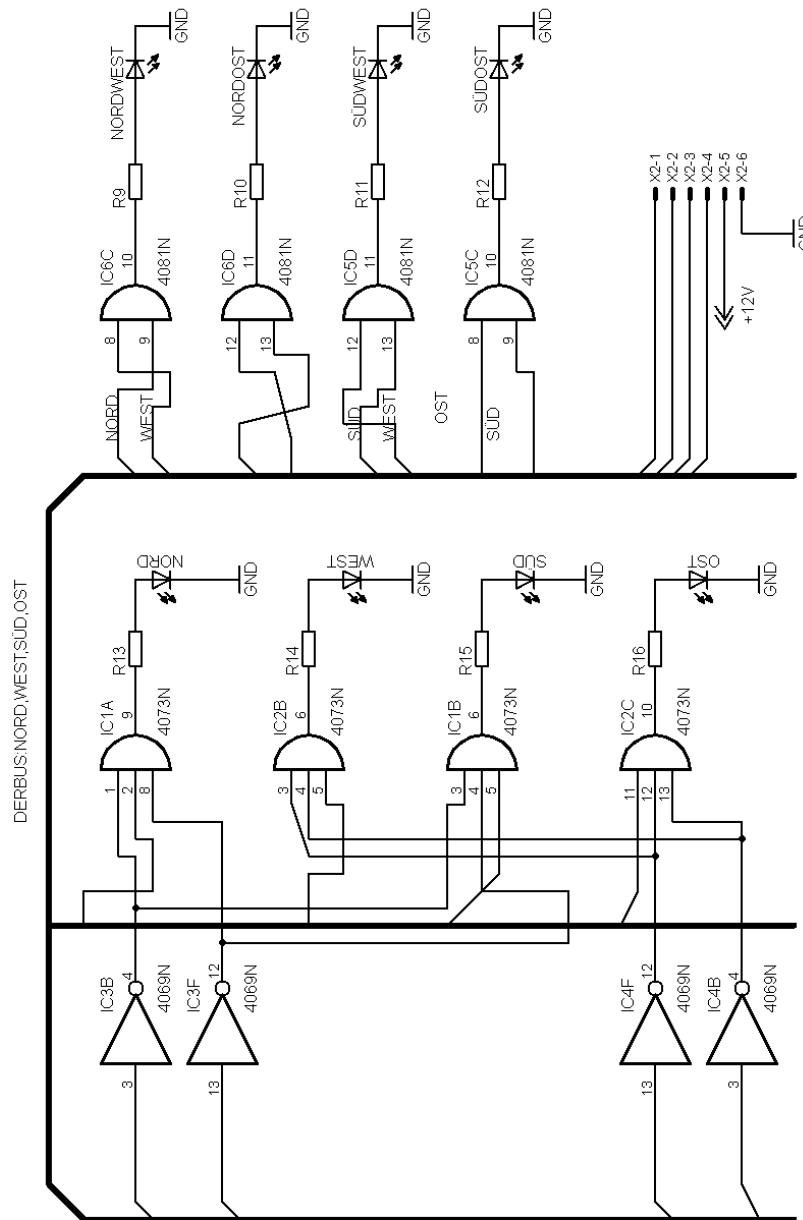 DERBUS:NORD,WEST,SÜD,OST
NORDWEST
GND
R9
IC6C
4081N
8
9
10
NORD
WEST
NORDOST
GND
R10
IC6D
4081N
12
13
11
SÜDWEST
GND
R11
IC5D
4081N
12
13
11
SÜD
WEST
SÜDOST
GND
R12
IC5C
4081N
8
9
10
OST
SÜD
X2-1
X2-2
X2-3
X2-4
X2-5
X2-6
+12V
GND
NORD
GND
R13
IC1A
4073N
1
2
8
9
WEST
GND
R14
IC2B
4073N
3
4
5
6
SÜD
GND
R15
IC1B
4073N
3
4
5
6
OST
GND
R16
IC2C
4073N
11
12
13
10
IC3B
4069N
3
4
IC3F
4069N
13
12
IC4F
4069N
13
12
IC4B
4069N
3
4